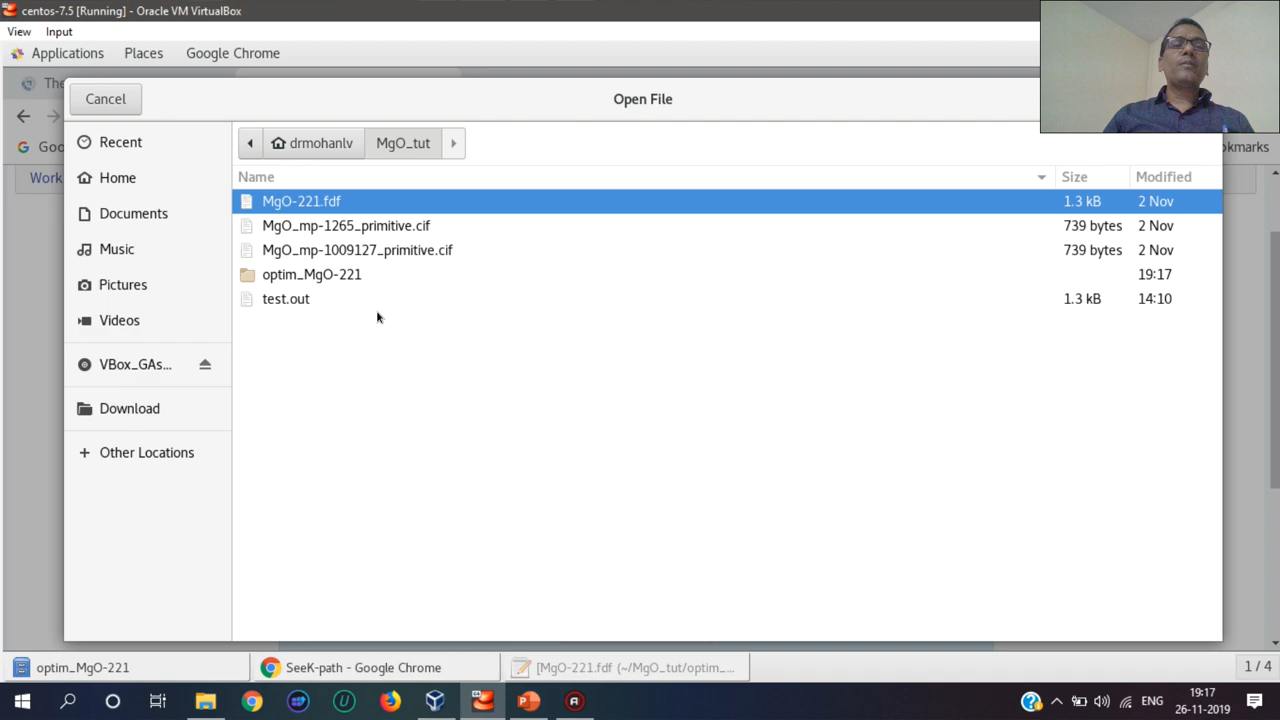 centos-7.5 [Running] - Oracle VM VirtualBox
View Input
Applications Places Google Chrome
The
Cancel
Open File
Goo
okmarks
Work
Recent
Home
Documents
Music
Pictures
Videos
VBox_GAs...
Download
Other Locations
drmohanlv MgO_tut
Name Size Modified
MgO-221.fdf 1.3 kB 2 Nov
MgO_mp-1265_primitive.cif 739 bytes 2 Nov
MgO_mp-1009127_primitive.cif 739 bytes 2 Nov
optim_MgO-221 19:17
test.out 1.3 kB 14:10
optim_MgO-221
SeeK-path - Google Chrome
[MgO-221.fdf (~/MgO_tut/optim_...
1 / 4
ENG
19:17
26-11-2019